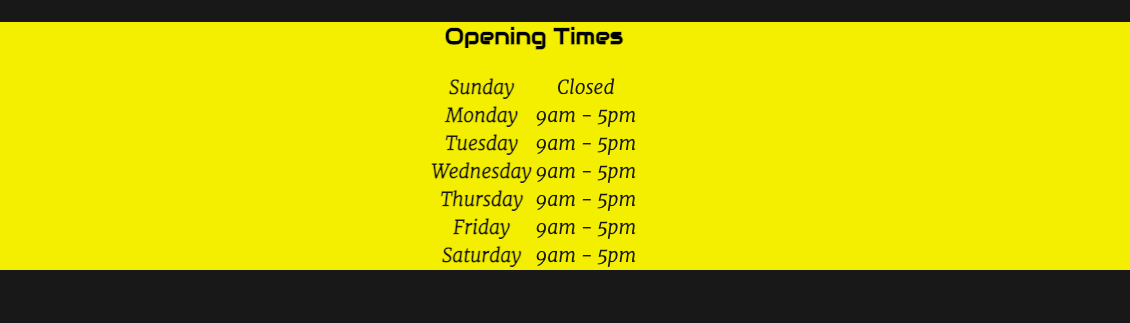 Opening Times
Sunday Closed
Monday 9am - 5pm
Tuesday 9am - 5pm
Wednesday 9am - 5pm
Thursday 9am - 5pm
Friday 9am - 5pm
Saturday 9am - 5pm